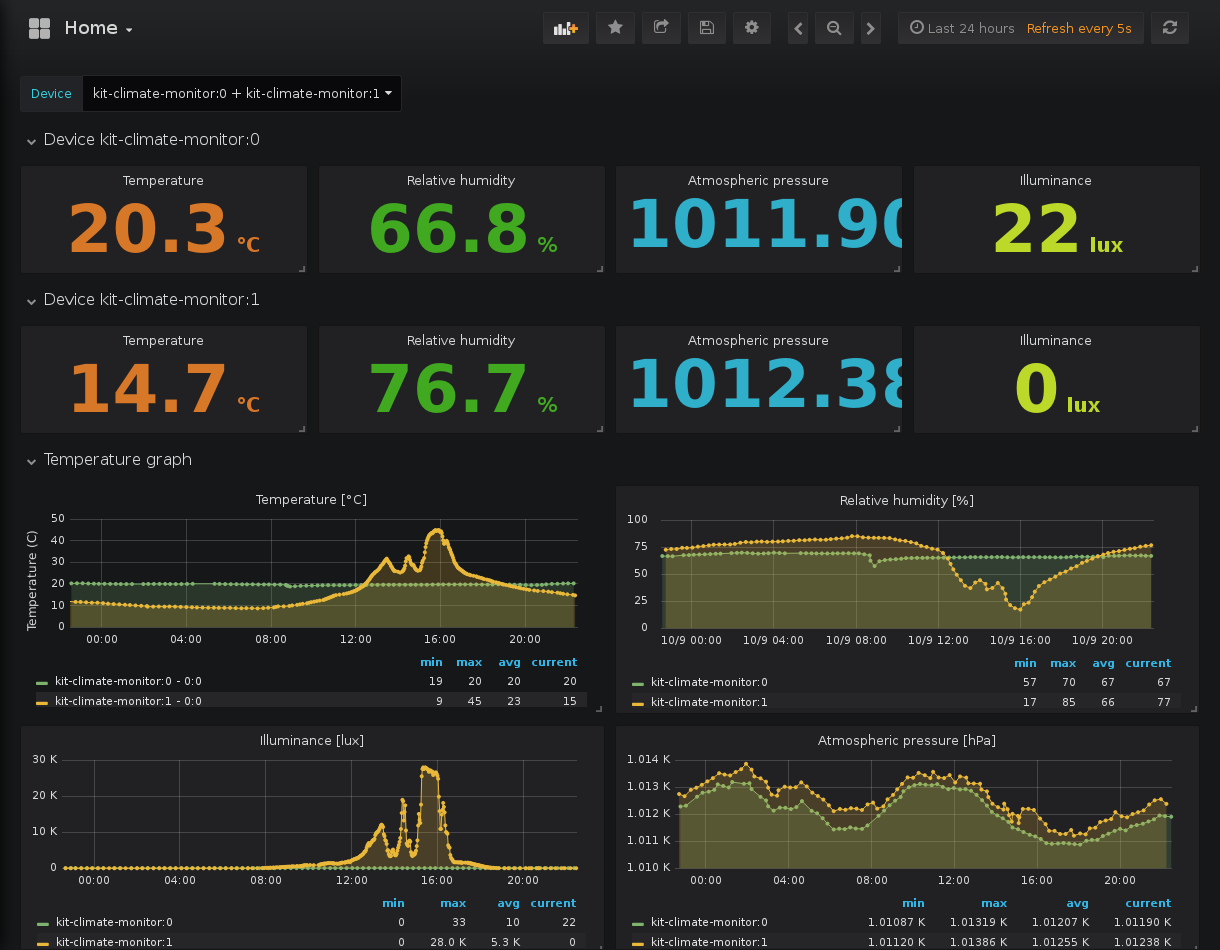 Home
Last 24 hours Refresh every 5s
Device kit-climate-monitor:0 + kit-climate-monitor:1
Device kit-climate-monitor:0
Temperature Relative humidity Atmospheric pressure Illuminance
20.3 °C 66.8 % 1011.90 22 lux
Device kit-climate-monitor:1
Temperature Relative humidity Atmospheric pressure Illuminance
14.7 °C 76.7 % 1012.38 0 lux
Temperature graph
Temperature [°C]
Temperature (C)
50
40
30
20
10
0
00:00 04:00 08:00 12:00 16:00 20:00
min max avg current
kit-climate-monitor:0 - 0:0 19 20 20 20
kit-climate-monitor:1 - 0:0 9 45 23 15
Relative humidity [%]
100
75
50
25
0
10/9 00:00 10/9 04:00 10/9 08:00 10/9 12:00 10/9 16:00 10/9 20:00
min max avg current
kit-climate-monitor:0 57 70 67 67
kit-climate-monitor:1 17 85 66 77
Illuminance [lux]
30 K
20 K
10 K
0
00:00 04:00 08:00 12:00 16:00 20:00
min max avg current
kit-climate-monitor:0 0 33 10 22
kit-climate-monitor:1 0 28.0 K 5.3 K 0
Atmospheric pressure [hPa]
1.014 K
1.013 K
1.012 K
1.011 K
1.010 K
00:00 04:00 08:00 12:00 16:00 20:00
min max avg current
kit-climate-monitor:0 1.01087 K 1.01319 K 1.01207 K 1.01190 K
kit-climate-monitor:1 1.01120 K 1.01386 K 1.01255 K 1.01238 K